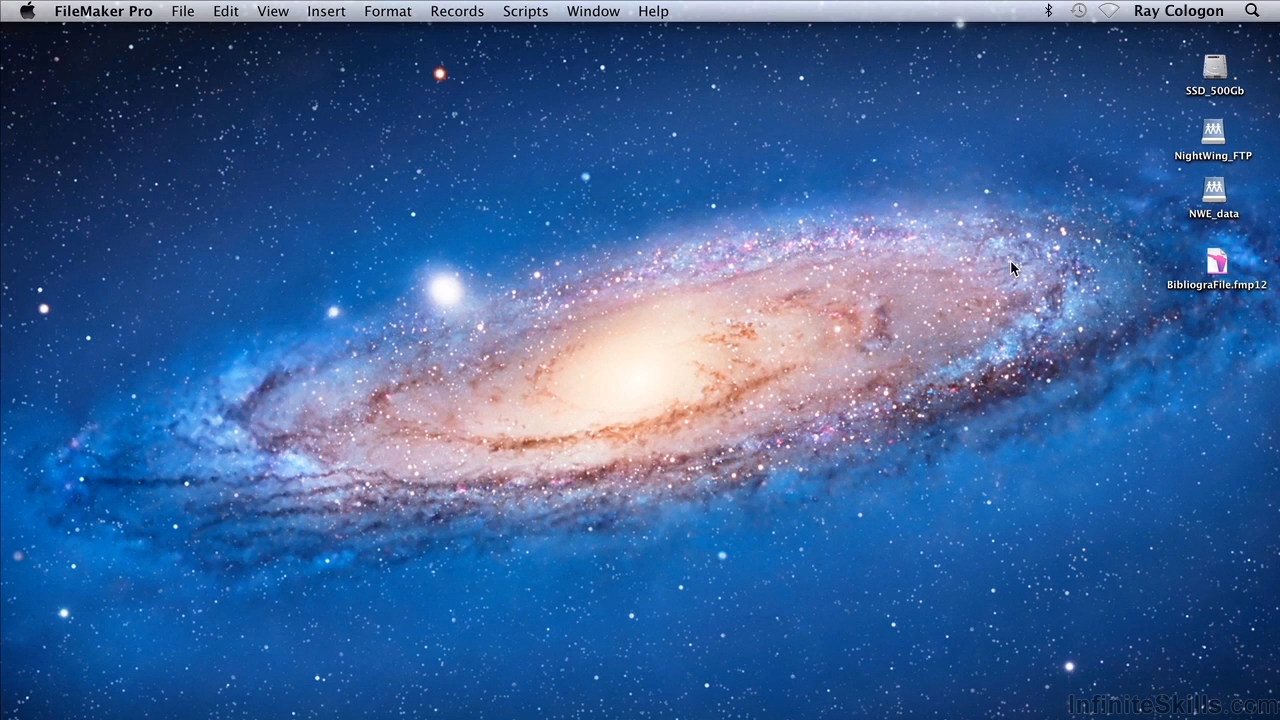 FileMaker Pro File Edit View Insert Format Records Scripts Window Help Ray Cologon
SSD_500Gb
NightWing_FTP
NWE_data
BibliograFile.fmp12
InfiniteSkills.com